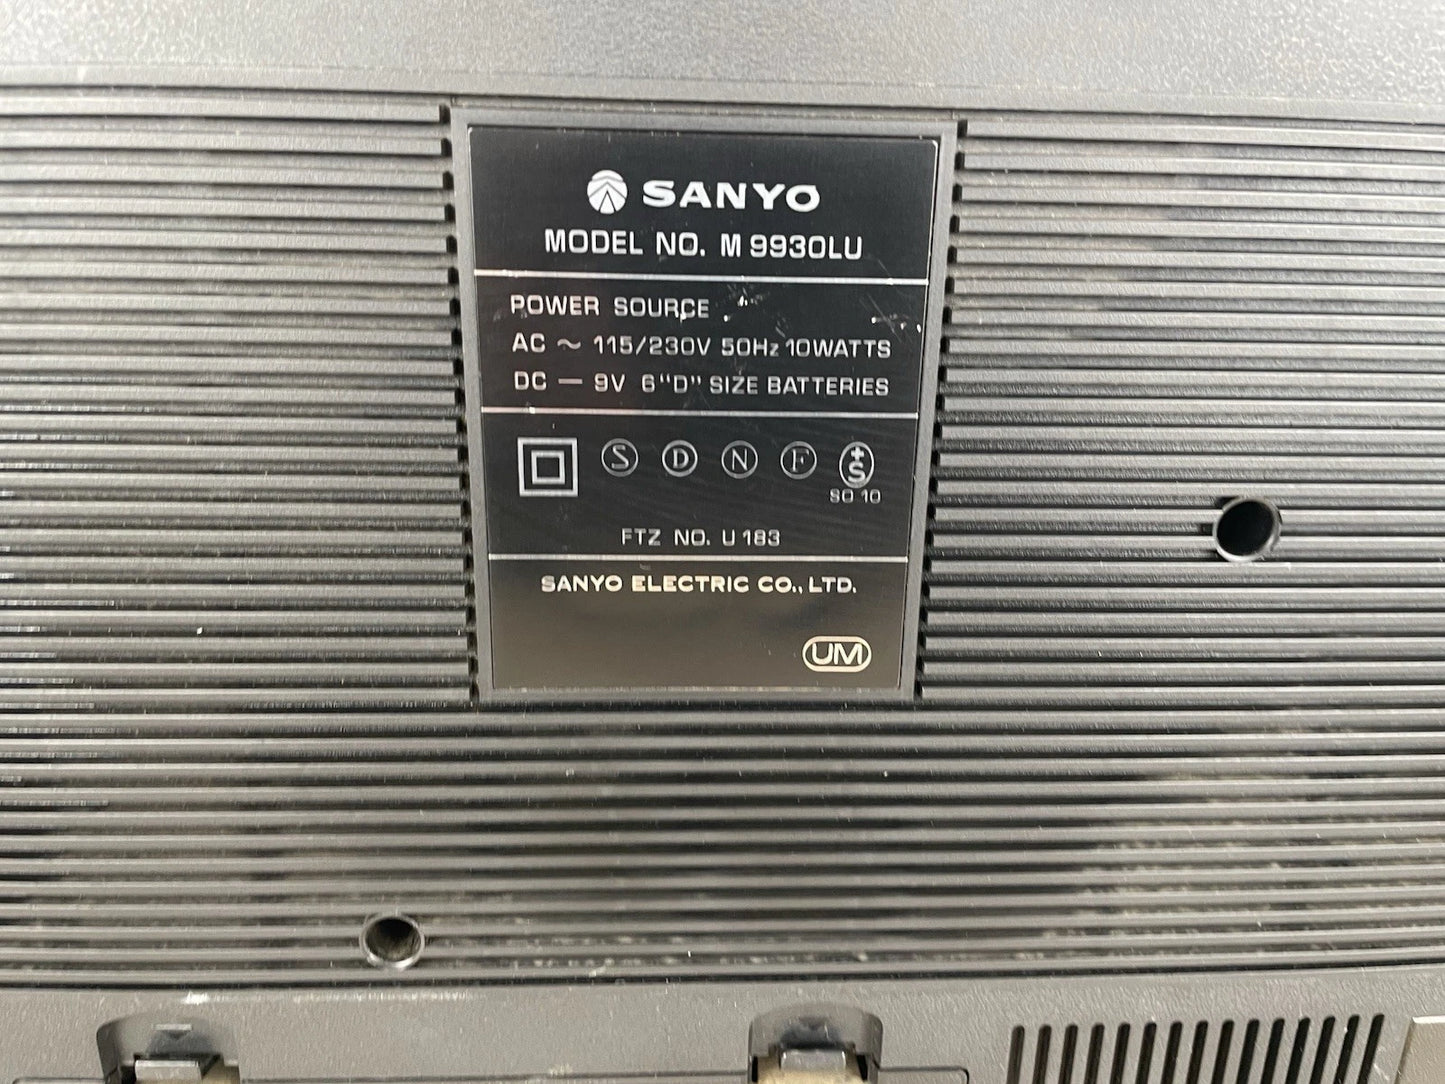 SANYO
MODEL NO. M 9930LU
POWER SOURCE
AC ~ 115/230V 50Hz 10WATTS
DC — 9V 6"D" SIZE BATTERIES
S D N F +S
SO 10
FTZ NO. U 183
SANYO ELECTRIC CO., LTD.
UM